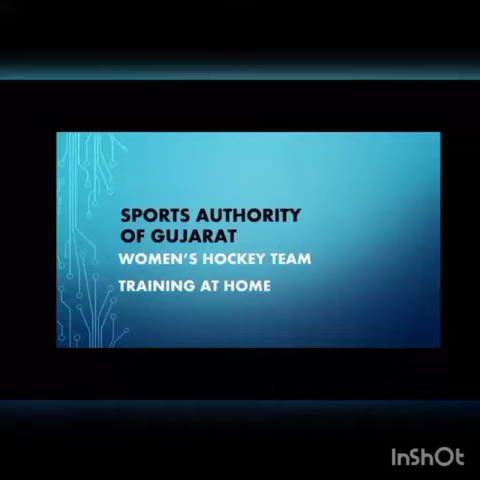 SPORTS AUTHORITY
OF GUJARAT
WOMEN'S HOCKEY TEAM
TRAINING AT HOME
InShOt